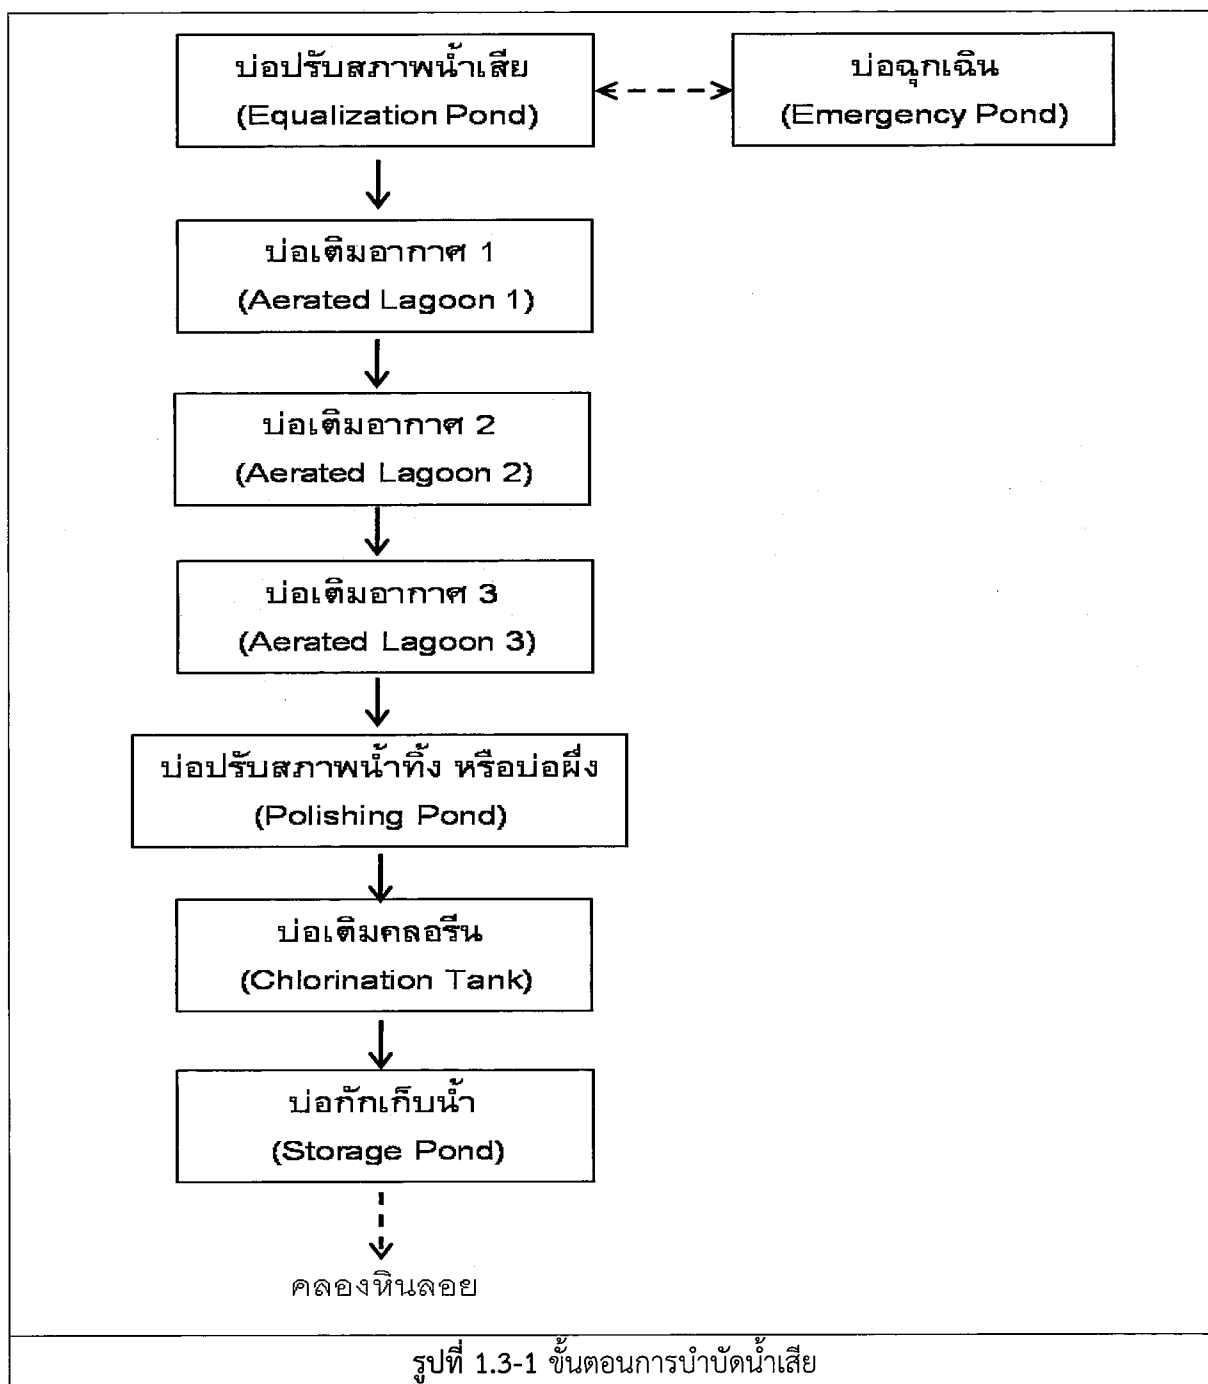 บ่อปรับสภาพน้ำเสีย
(Equalization Pond)
บ่อฉุกเฉิน
(Emergency Pond)
บ่อเติมอากาศ 1
(Aerated Lagoon 1)
บ่อเติมอากาศ 2
(Aerated Lagoon 2)
บ่อเติมอากาศ 3
(Aerated Lagoon 3)
บ่อปรับสภาพน้ำทิ้ง หรือบ่อผึ่ง
(Polishing Pond)
บ่อเติมคลอรีน
(Chlorination Tank)
บ่อกักเก็บน้ำ
(Storage Pond)
คลองหินลอย
รูปที่ 1.3-1 ขั้นตอนการบำบัดน้ำเสีย